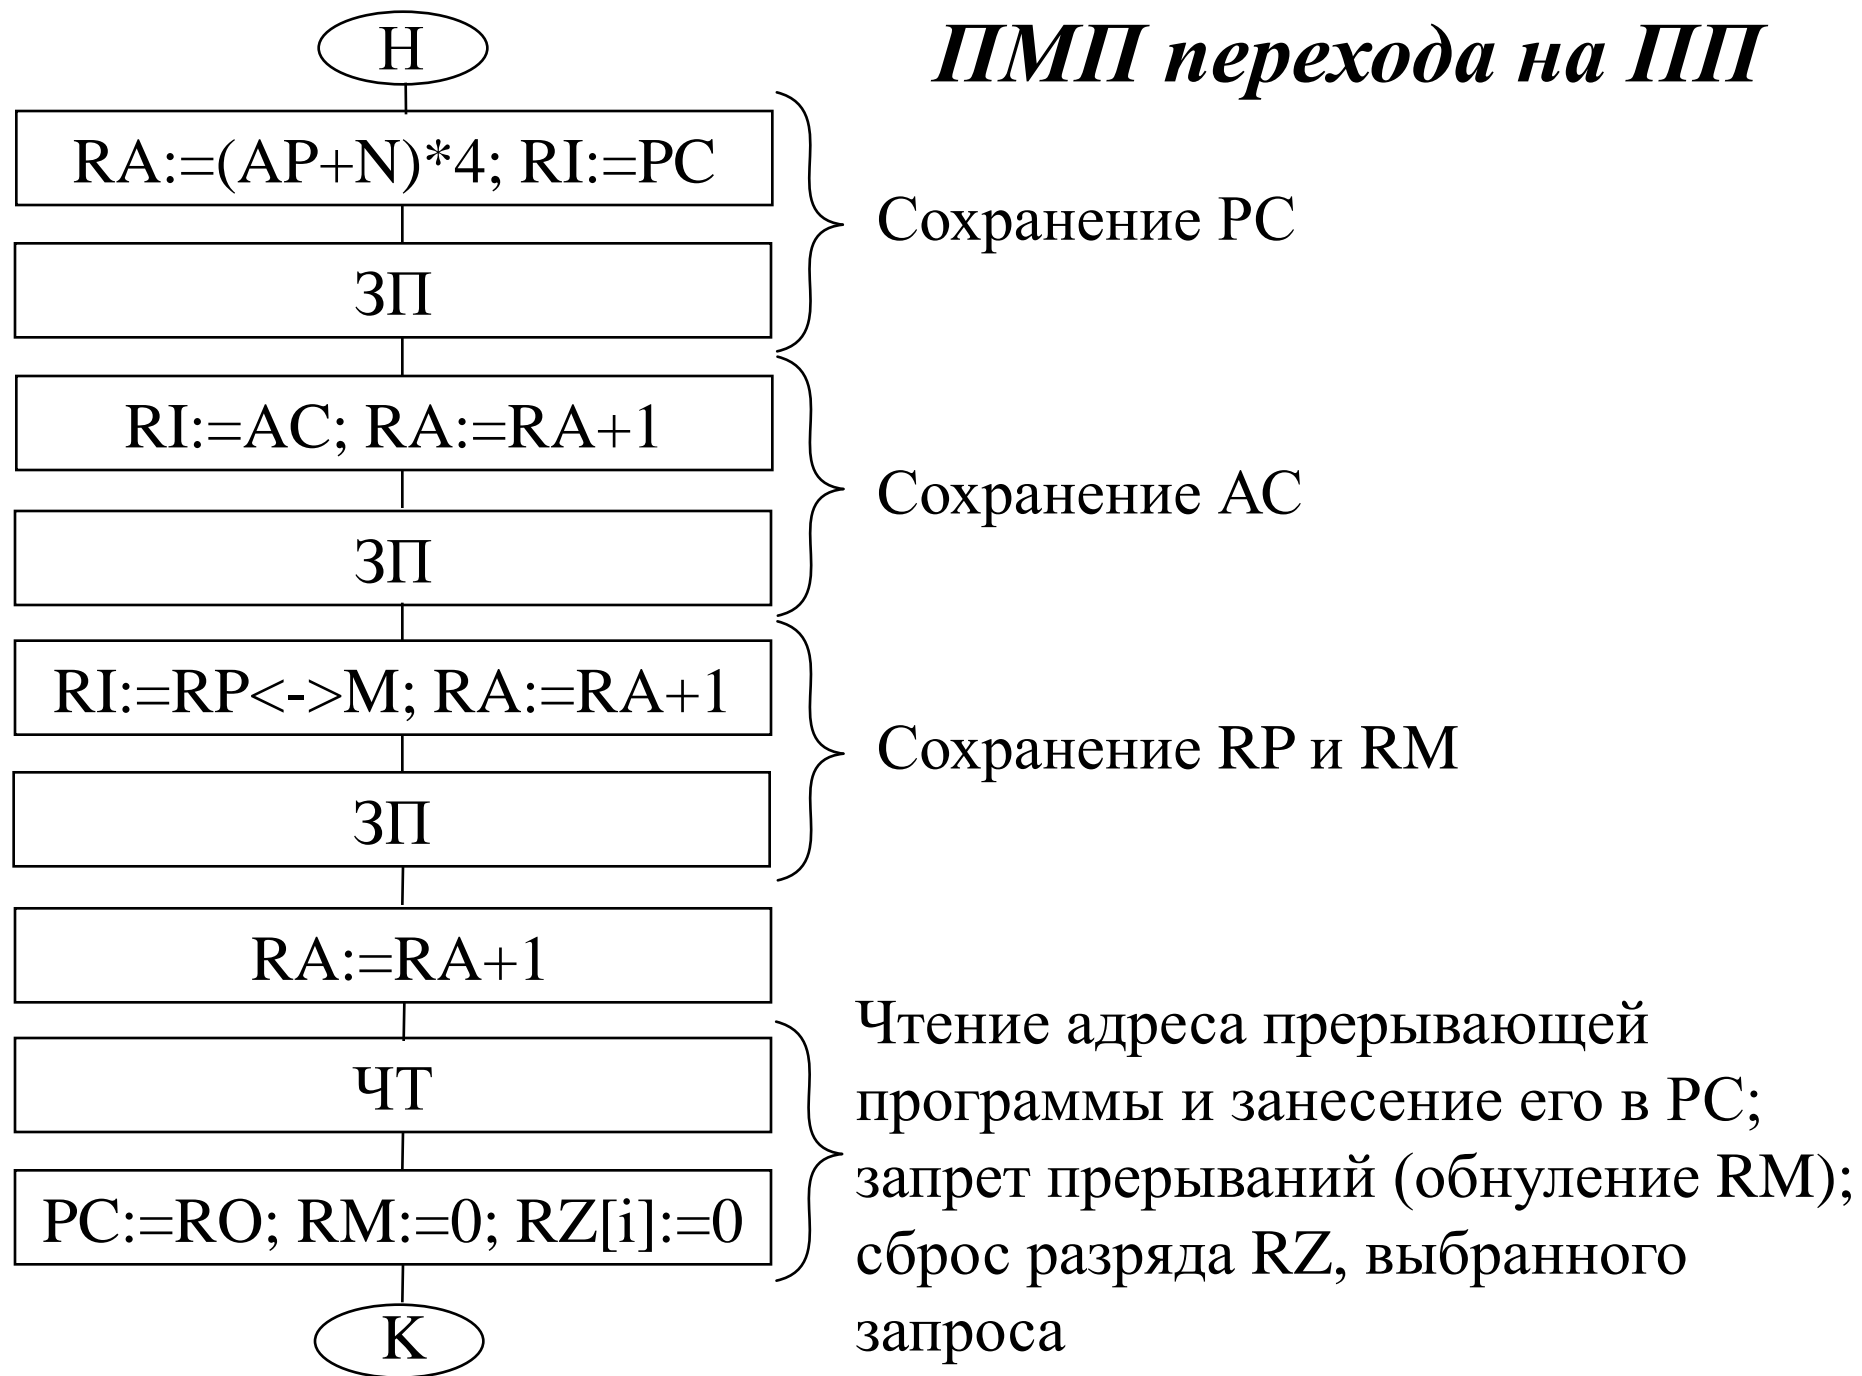 Н
ПМП перехода на ПП
RA:=(AP+N)*4; RI:=PC
Сохранение PC
ЗП
RI:=AC; RA:=RA+1
Сохранение AC
ЗП
RI:=RP<->M; RA:=RA+1
Сохранение RP и RM
ЗП
RA:=RA+1
ЧТ
PC:=RO; RM:=0; RZ[i]:=0
Чтение адреса прерывающей
программы и занесение его в PC;
запрет прерываний (обнуление RM);
сброс разряда RZ, выбранного
запроса
К